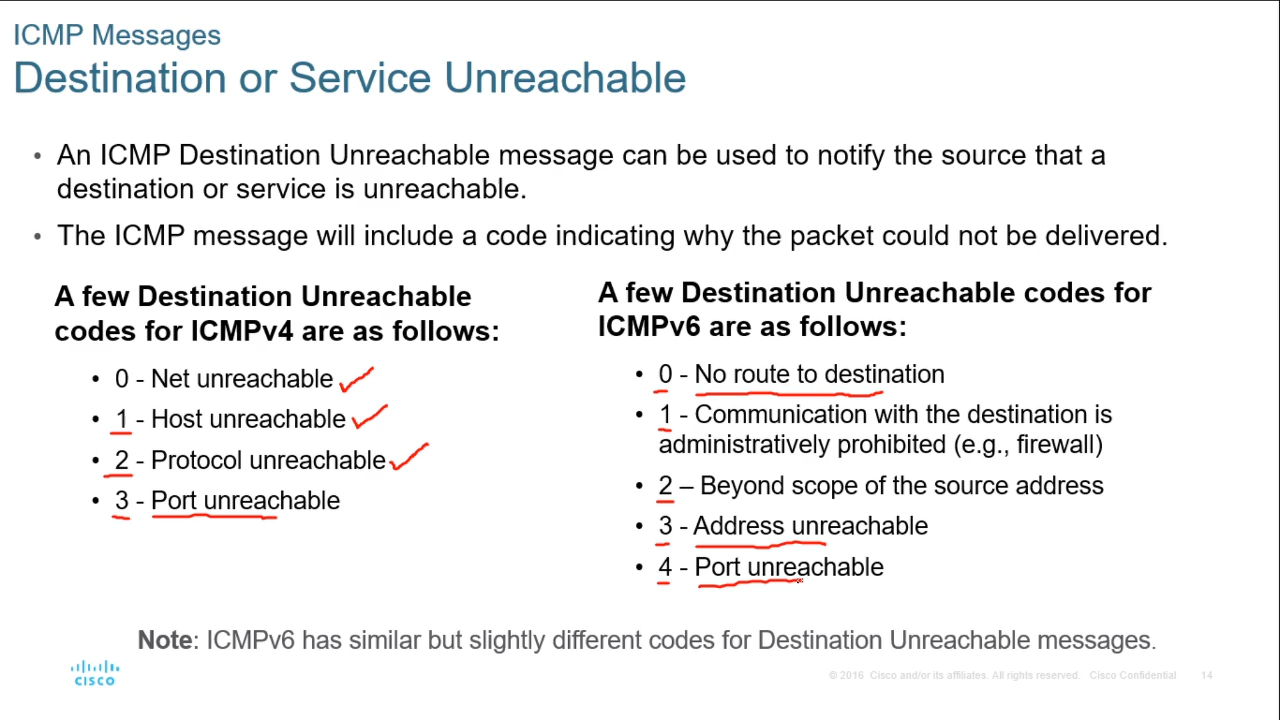 ICMP Messages
Destination or Service Unreachable
• An ICMP Destination Unreachable message can be used to notify the source that a
destination or service is unreachable.
• The ICMP message will include a code indicating why the packet could not be delivered.
A few Destination Unreachable
codes for ICMPv4 are as follows:
• 0 - Net unreachable
• 1 - Host unreachable
• 2 - Protocol unreachable
• 3 - Port unreachable
A few Destination Unreachable codes for
ICMPv6 are as follows:
• 0 - No route to destination
• 1 - Communication with the destination is
administratively prohibited (e.g., firewall)
• 2 – Beyond scope of the source address
• 3 - Address unreachable
• 4 - Port unreachable
Note: ICMPv6 has similar but slightly different codes for Destination Unreachable messages.
CISCO
© 2016 Cisco and/or its affiliates. All rights reserved. Cisco Confidential 14